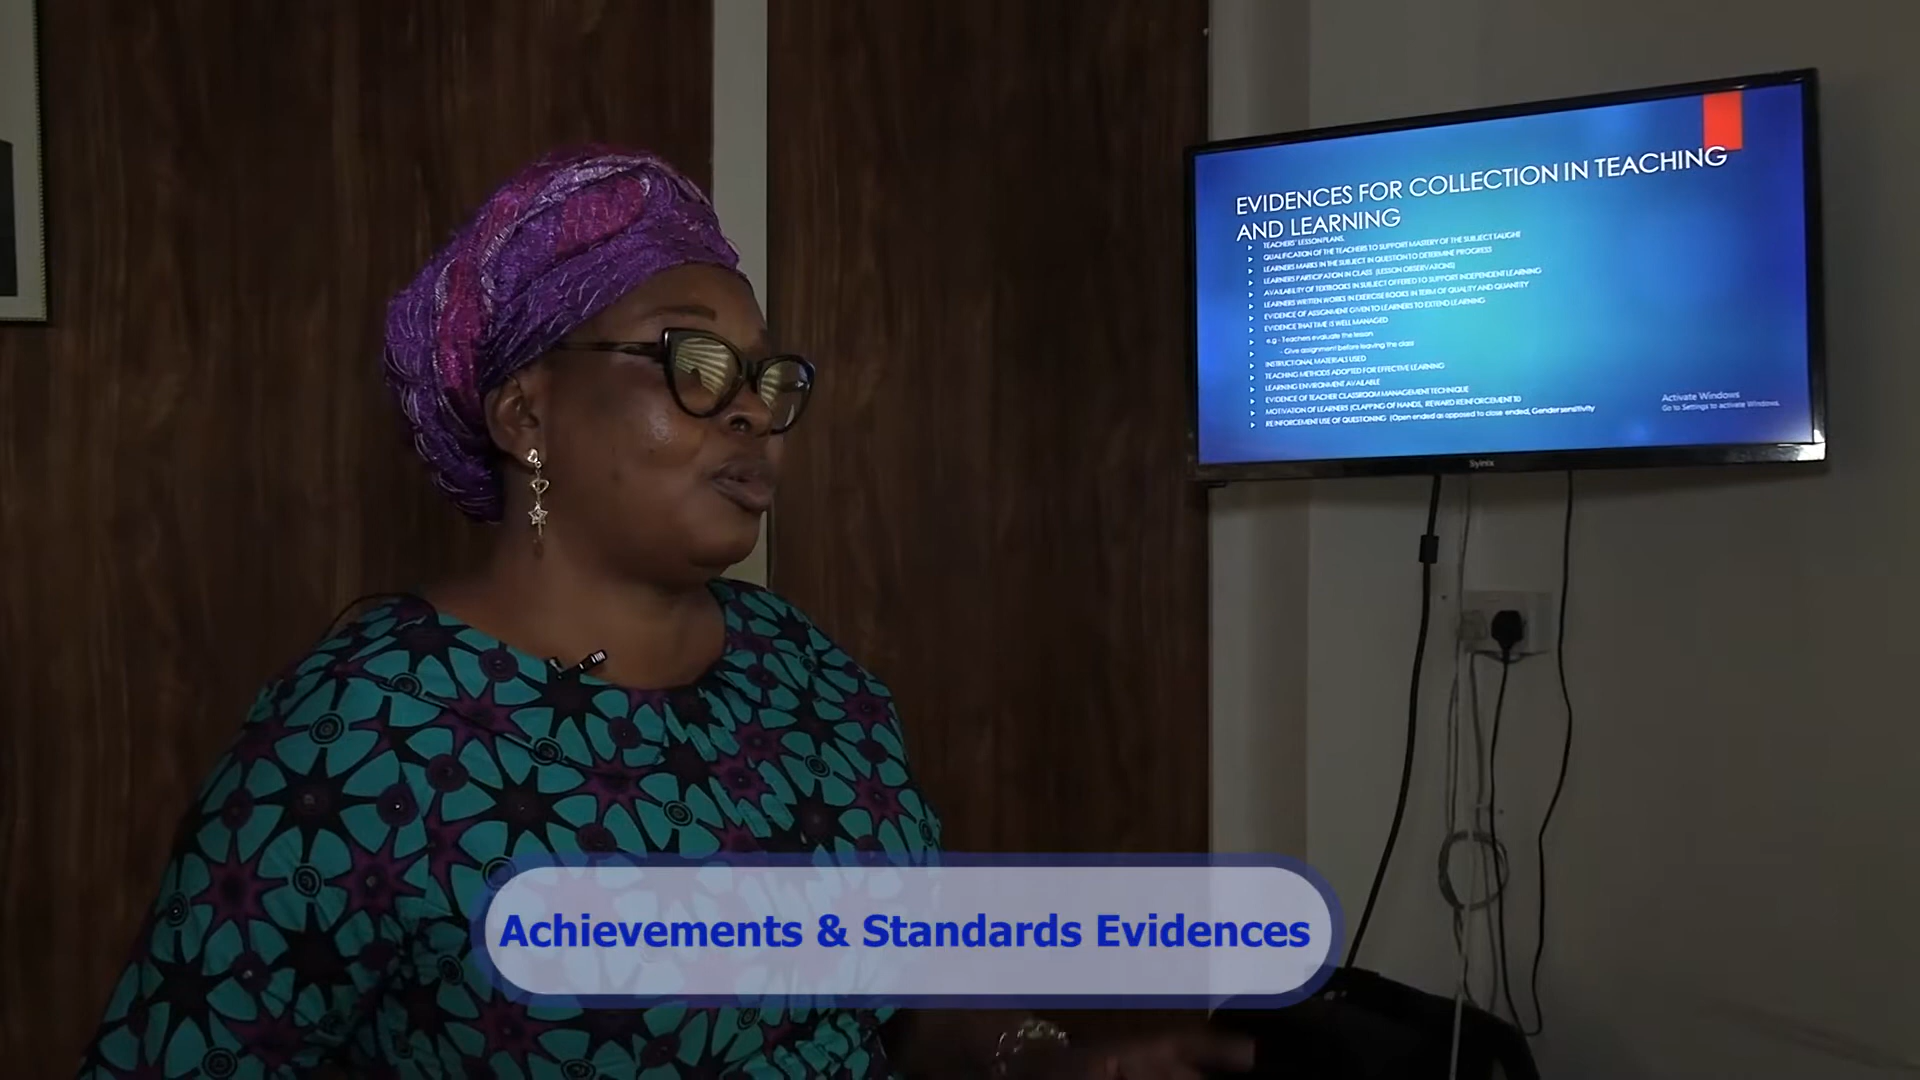 EVIDENCES FOR COLLECTION IN TEACHING
AND LEARNING
TEACHERS' LESSON PLANS.
QUALIFICATION OF THE TEACHERS TO SUPPORT MASTERY OF THE SUBJECT TAUGHT
LEARNERS MARKS IN THE SUBJECT IN QUESTION TO DETERMINE PROGRESS
LEARNERS PARTICIPATION IN CLASS (LESSON OBSERVATIONS)
AVAILABILITY OF TEXTBOOKS IN SUBJECT OFFERED TO SUPPORT INDEPENDENT LEARNING
LEARNERS WRITTEN WORKS IN EXERCISE BOOKS IN TERM OF QUALITY AND QUANTITY
EVIDENCE OF ASSIGNMENT GIVEN TO LEARNERS TO EXTEND LEARNING
EVIDENCE THAT TIME IS WELL MANAGED
e.g - Teachers evaluate the lesson
- Give assignment before leaving the class
INSTRUCTIONAL MATERIALS USED
TEACHING METHODS ADOPTED FOR EFFECTIVE LEARNING
LEARNING ENVIRONMENT AVAILABLE
EVIDENCE OF TEACHER CLASSROOM MANAGEMENT TECHNIQUE
MOTIVATION OF LEARNERS (CLAPPING OF HANDS, REWARD REINFORCEMENT TO
REINFORCEMENT USE OF QUESTIONING (Open ended as opposed to close ended, Gender sensitivity
Activate Windows
Go to Settings to activate Windows.
Syinix
Achievements & Standards Evidences